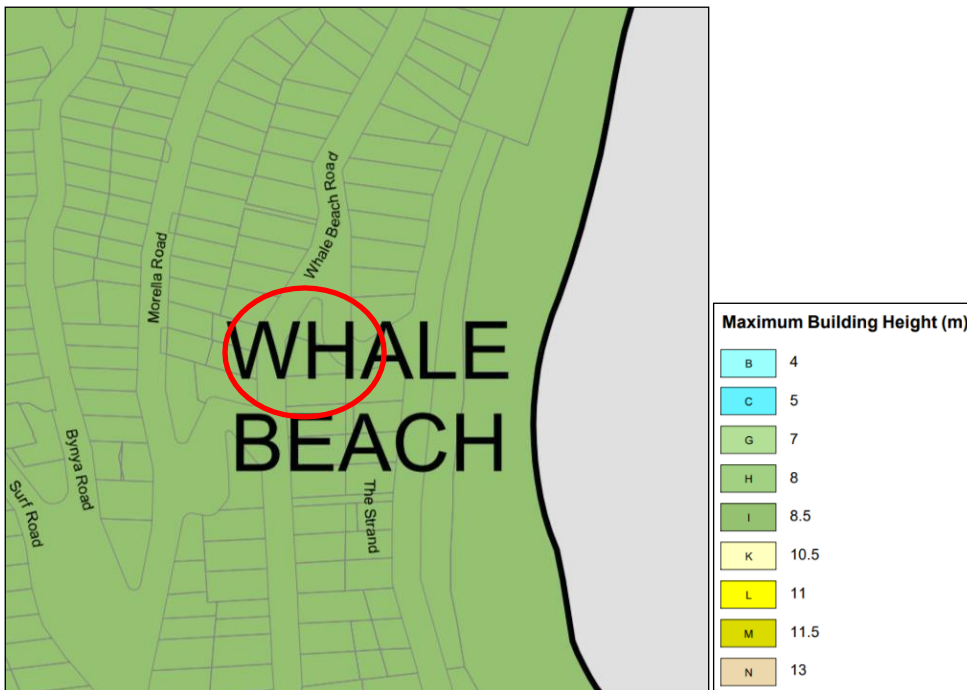 Whale Beach Road
Morella Road
WHALE
BEACH
Bynya Road
Surf Road
The Strand
Maximum Building Height (m)
B 4
C 5
G 7
H 8
I 8.5
K 10.5
L 11
M 11.5
N 13